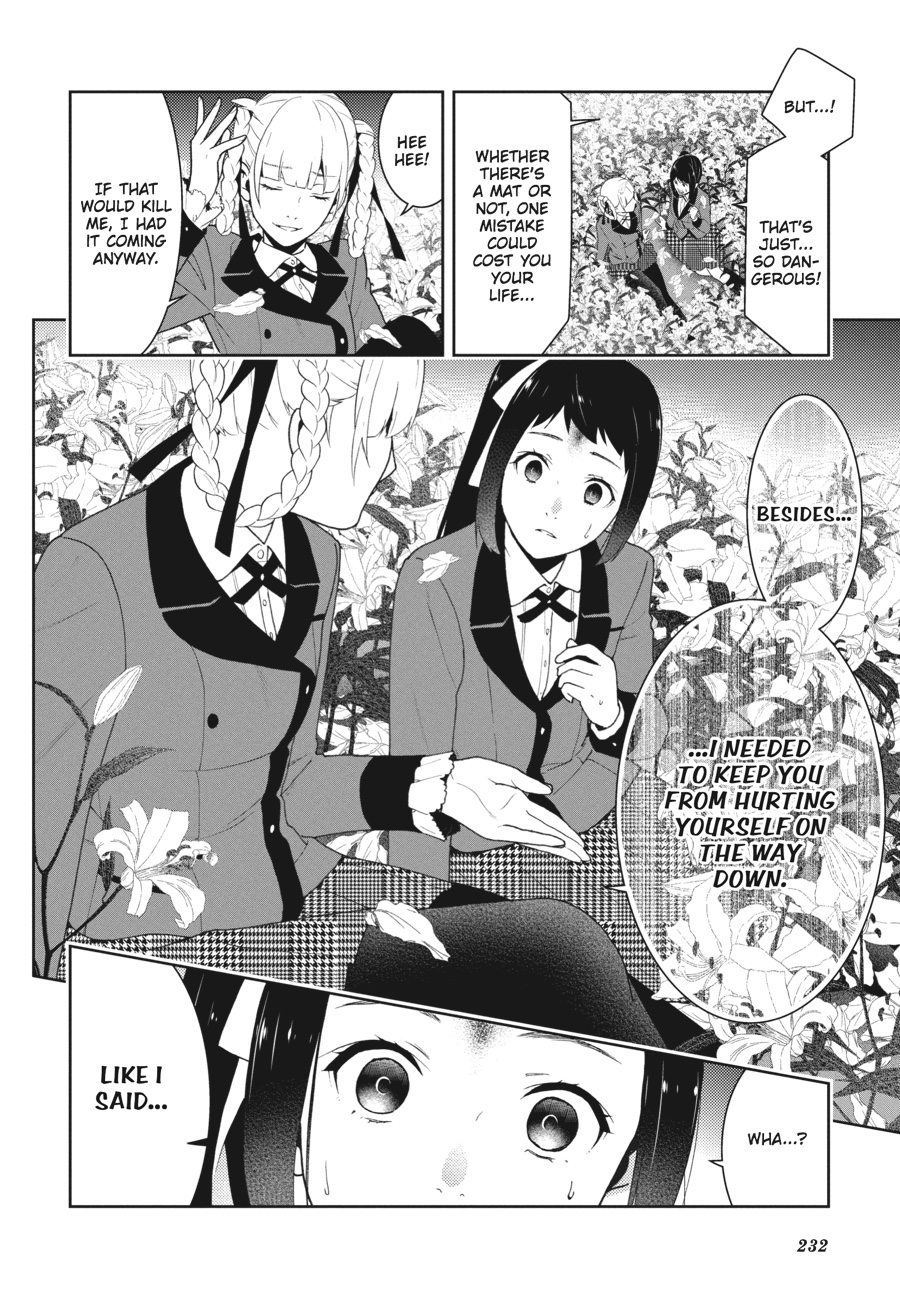 BUT...!
THAT'S
JUST...
SO DAN-
GEROUS!
WHETHER
THERE'S
A MAT OR
NOT, ONE
MISTAKE
COULD
COST YOU
YOUR
LIFE...
HEE
HEE!
IF THAT
WOULD KILL
ME, I HAD
IT COMING
ANYWAY.
BESIDES...
...I NEEDED
TO KEEP YOU
FROM HURTING
YOURSELF ON
THE WAY
DOWN.
WHA...?
LIKE I
SAID...
232